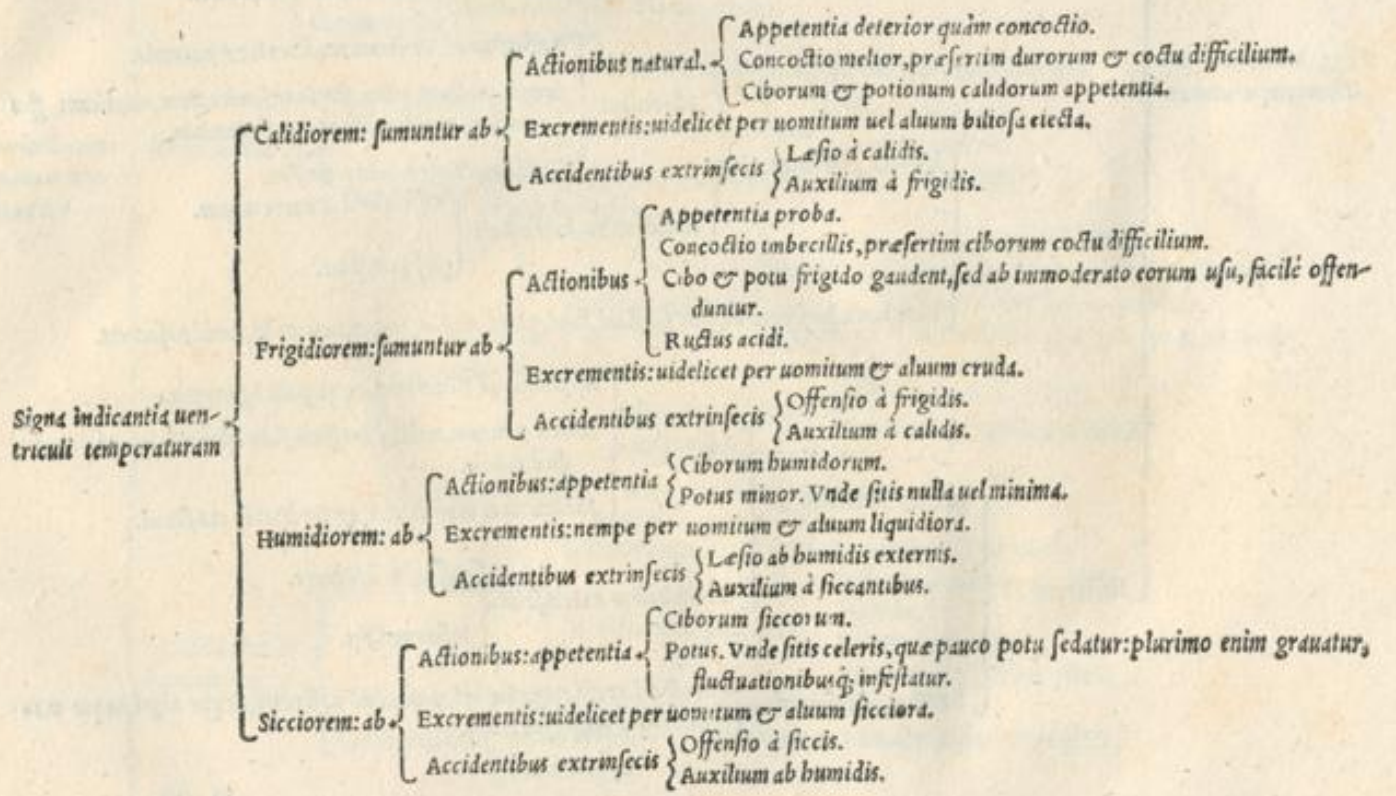 Appetentia deterior quàm concoctio.
Actionibus natural.
Concoctio melior, præsertim durorum & coctu difficilium.
Ciborum & potionum calidorum appetentia.
Calidiorem: sumuntur ab
Excrementis: uidelicet per uomitum uel aluum biliosa eiecta.
Accidentibus extrinsecis
Læsio à calidis.
Auxilium à frigidis.
Appetentia proba.
Concoctio imbecillis, præsertim ciborum coctu difficilium.
Actionibus
Cibo & potu frigido gaudent, sed ab immoderato eorum usu, facilè offen-
duntur.
Ructus acidi.
Frigidiorem: sumuntur ab
Excrementis: uidelicet per uomitum & aluum cruda.
Accidentibus extrinsecis
Offensio à frigidis.
Auxilium à calidis.
Signa indicantia uen-
triculi temperaturam
Actionibus: appetentia
Ciborum humidorum.
Potus minor. Vnde sitis nulla uel minima.
Humidiorem: ab
Excrementis: nempe per uomitum & aluum liquidiora.
Accidentibus extrinsecis
Læsio ab humidis externis.
Auxilium à siccantibus.
Ciborum siccorum.
Actionibus: appetentia
Potus. Vnde sitis celeris, quæ pauco potu sedatur: plurimo enim grauatur,
fluctuationibusq; infestatur.
Sicciorem: ab
Excrementis: uidelicet per uomitum & aluum sicciora.
Accidentibus extrinsecis
Offensio à siccis.
Auxilium ab humidis.